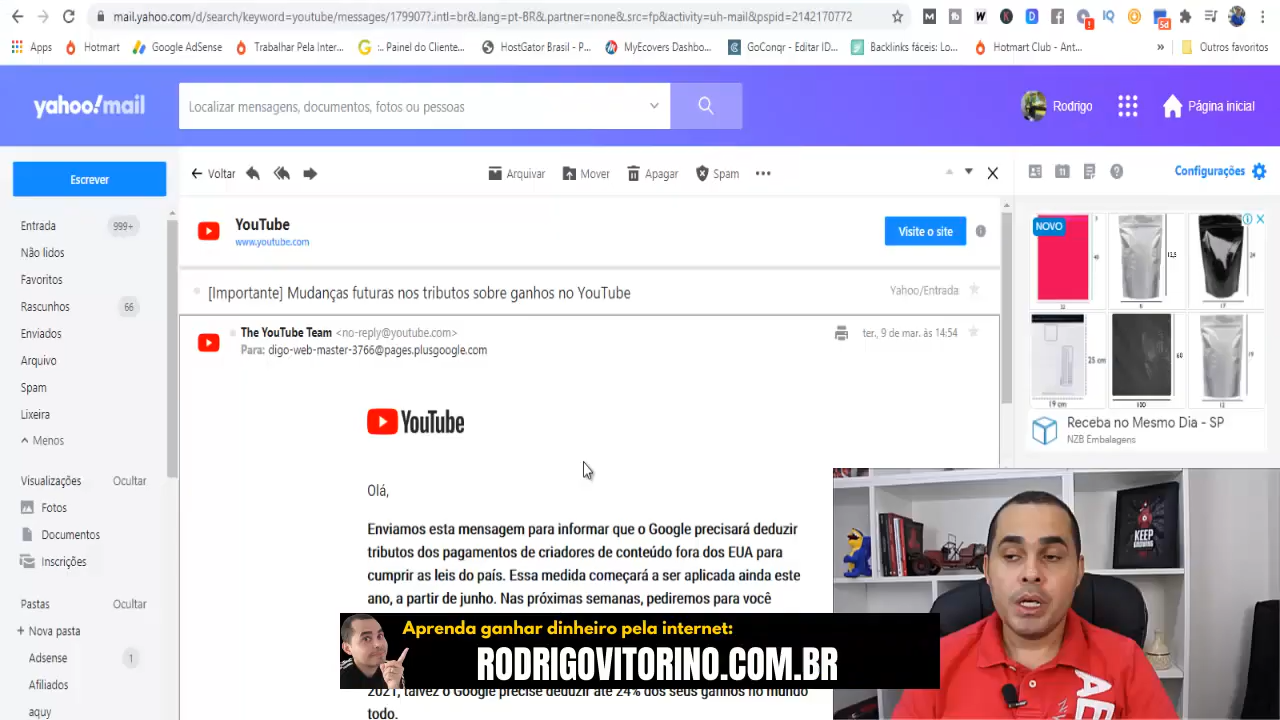 mail.yahoo.com/d/search/keyword=youtube/messages/179907?.intl=br&.lang=pt-BR&.partner=none&.src=fp&activity=uh-mail&pspid=2142170772
Apps
Hotmart
Google AdSense
Trabalhar Pela Inter...
:. Painel do Cliente...
HostGator Brasil - P...
MyEcovers Dashbo...
GoConqr - Editar ID...
Backlinks fáceis: Lo...
Hotmart Club - Ant...
»
Outros favoritos
yahoo!mail
Localizar mensagens, documentos, fotos ou pessoas
Rodrigo
Página inicial
Escrever
Voltar
Arquivar
Mover
Apagar
Spam
Configurações
Entrada
999+
Não lidos
Favoritos
Rascunhos
66
Enviados
Arquivo
Spam
Lixeira
Menos
Visualizações
Ocultar
Fotos
Documentos
Inscrições
Pastas
Ocultar
+ Nova pasta
Adsense
1
Afiliados
aquy
YouTube
www.youtube.com
Visite o site
[Importante] Mudanças futuras nos tributos sobre ganhos no YouTube
Yahoo/Entrada
The YouTube Team <no-reply@youtube.com>
ter., 9 de mar. às 14:54
Para: digo-web-master-3766@pages.plusgoogle.com
YouTube
Olá,
Enviamos esta mensagem para informar que o Google precisará deduzir
tributos dos pagamentos de criadores de conteúdo fora dos EUA para
cumprir as leis do país. Essa medida começará a ser aplicada ainda este
ano, a partir de junho. Nas próximas semanas, pediremos para você
2021, talvez o Google precise deduzir até 24% dos seus ganhos no mundo
todo.
NOVO
25 cm
19 cm
60
100
Receba no Mesmo Dia - SP
NZB Embalagens
Aprenda ganhar dinheiro pela internet:
RODRIGOVITORINO.COM.BR
KEEP